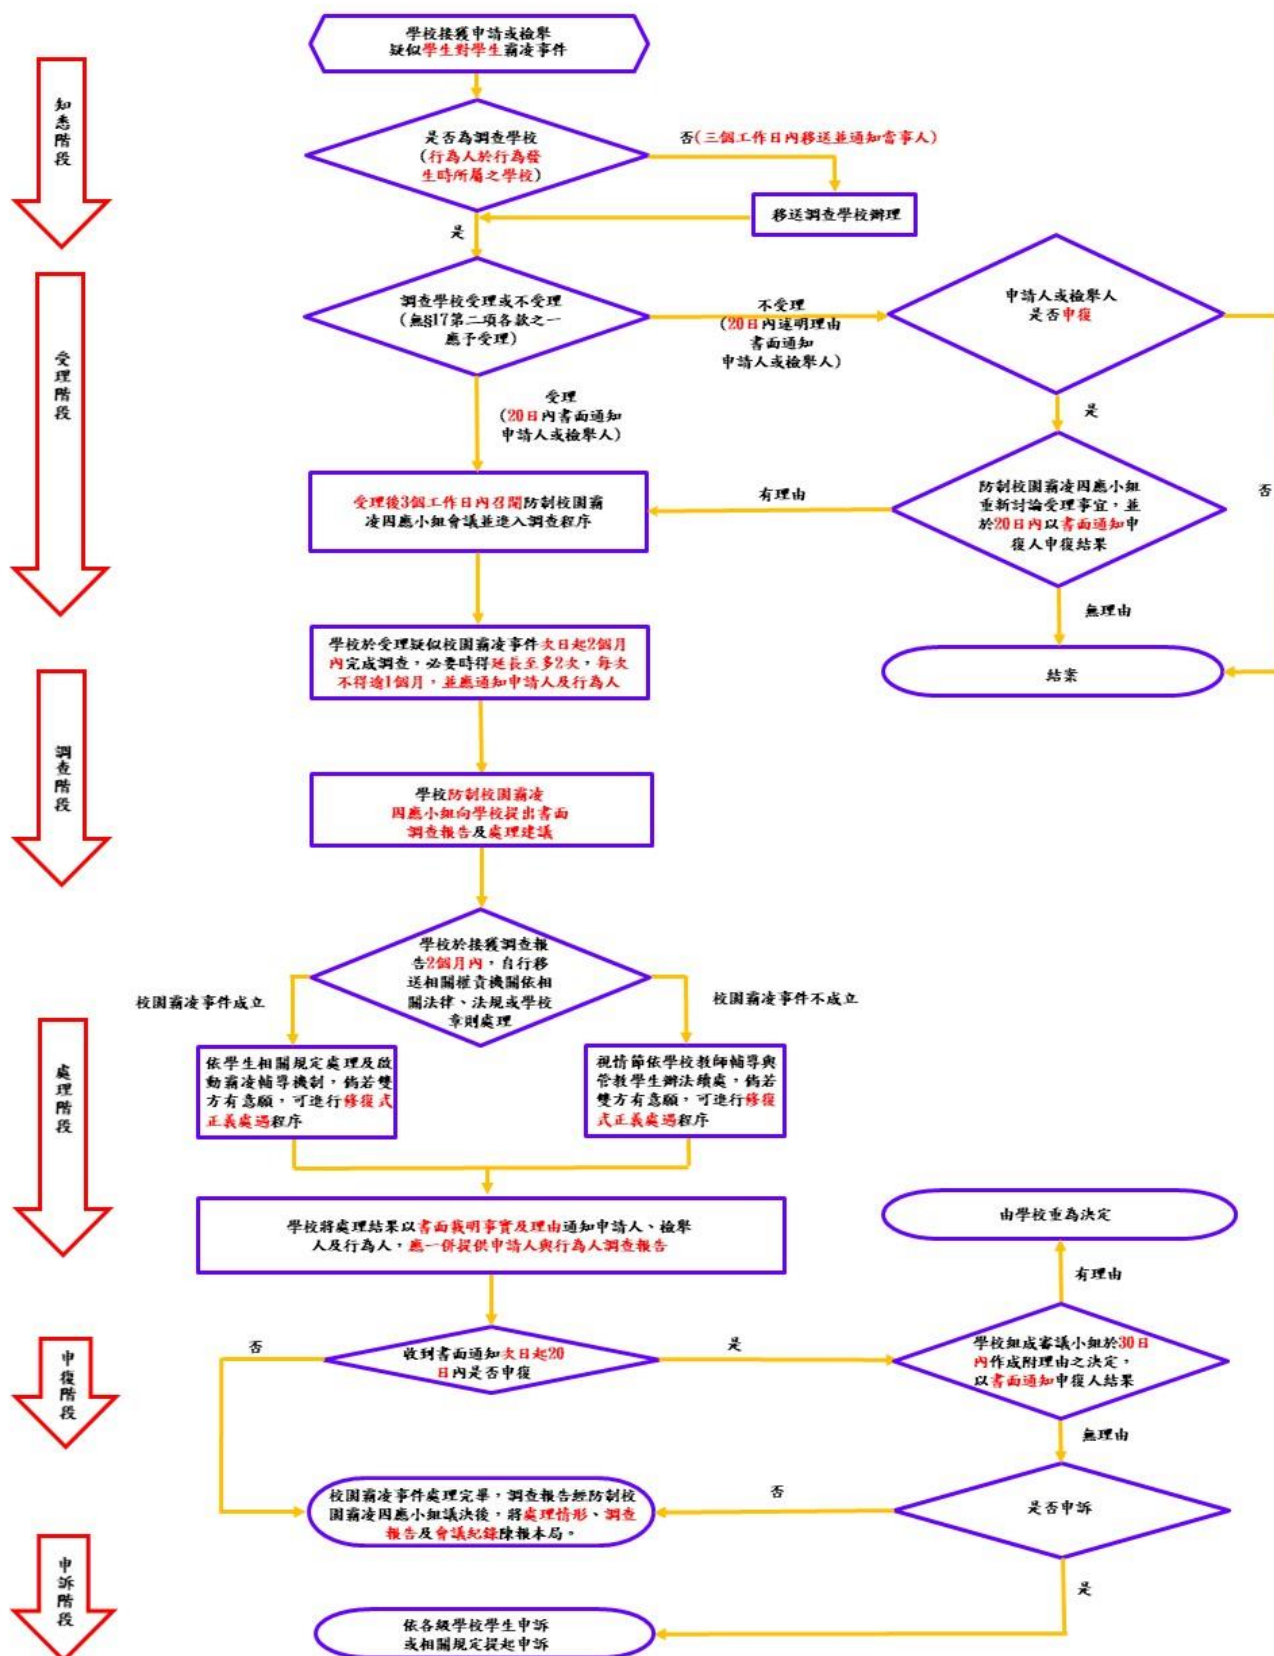 學校接獲申請或檢舉
疑似學生對學生霸凌事件
知悉階段
是否為調查學校
(行為人於行為發
生時所屬之學校)
否(三個工作日內移送並通知當事人)
移送調查學校辦理
是
受理階段
調查學校受理或不受理
(無§17第二項各款之一
應予受理)
不受理
(20日內述明理由
書面通知
申請人或檢舉人)
申請人或檢舉人
是否申復
受理
(20日內書面通知
申請人或檢舉人)
是
否
受理後3個工作日內召開防制校園霸
凌因應小組會議並進入調查程序
有理由
防制校園霸凌因應小組
重新討論受理事宜，並
於20日內以書面通知申
復人申復結果
無理由
結案
學校於受理疑似校園霸凌事件次日起2個月
內完成調查，必要時得延長至多2次，每次
不得逾1個月，並應通知申請人及行為人
調查階段
學校防制校園霸凌
因應小組向學校提出書面
調查報告及處理建議
學校於接獲調查報
告2個月內，自行移
送相關權責機關依相
關法律、法規或學校
章則處理
校園霸凌事件成立
校園霸凌事件不成立
處理階段
依學生相關規定處理及啟
動霸凌輔導機制，倘若雙
方有意願，可進行修復式
正義處遇程序
視情節依學校教師輔導與
管教學生辦法續處，倘若
雙方有意願，可進行修復
式正義處遇程序
學校將處理結果以書面載明事實及理由通知申請人、檢舉
人及行為人，應一併提供申請人與行為人調查報告
由學校重為決定
有理由
申復階段
否
收到書面通知次日起20
日內是否申復
是
學校組成審議小組於30日
內作成附理由之決定，
以書面通知申復人結果
無理由
校園霸凌事件處理完畢，調查報告經防制校
園霸凌因應小組議決後，將處理情形、調查
報告及會議紀錄陳報本局。
否
是否申訴
是
申訴階段
依各級學校學生申訴
或相關規定提起申訴